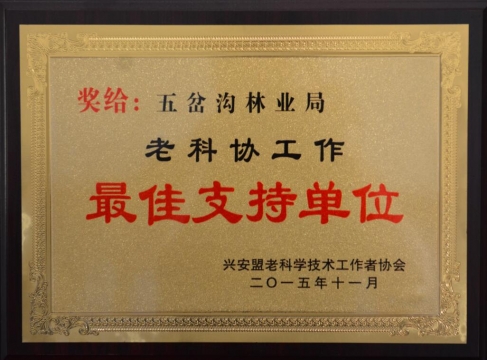 奖给：五岔沟林业局
老科协工作
最佳支持单位
兴安盟老科学技术工作者协会
二〇一五年十一月